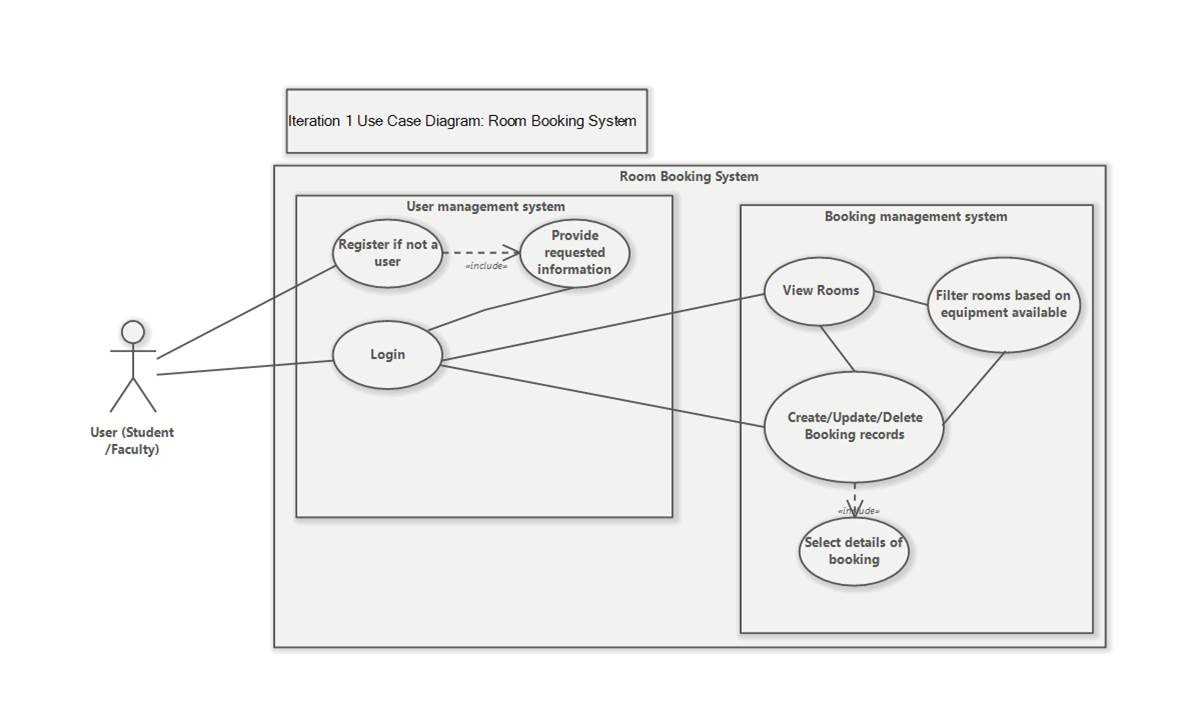 Iteration 1 Use Case Diagram: Room Booking System
Room Booking System
User management system
Register if not a
user
«include»
Provide
requested
information
Login
User (Student
/Faculty)
Booking management system
View Rooms
Filter rooms based on
equipment available
Create/Update/Delete
Booking records
«include»
Select details of
booking